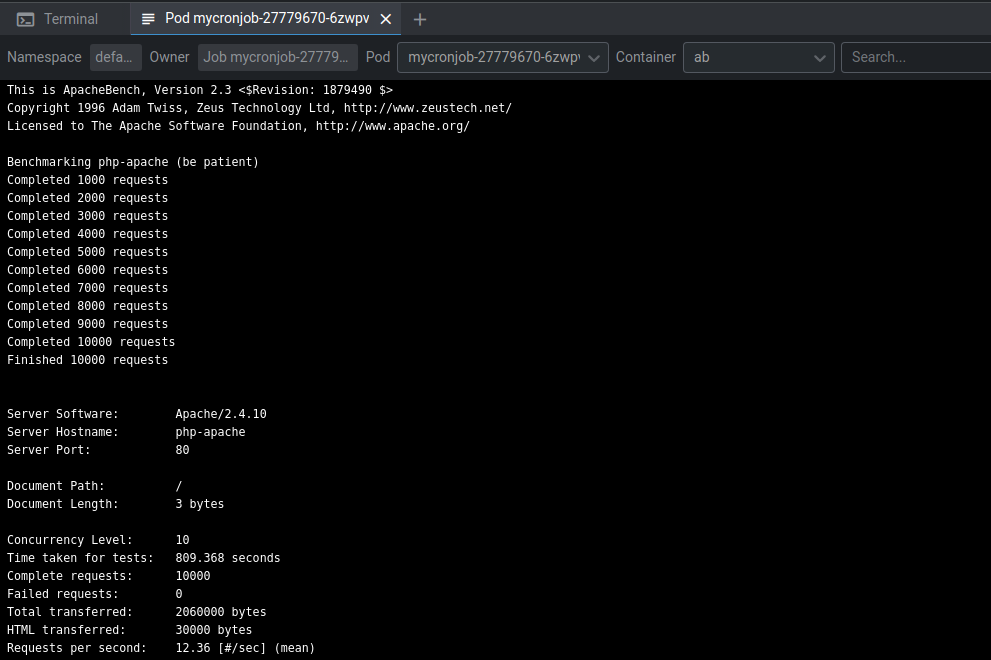 Terminal
Pod mycronjob-27779670-6zwpv
Namespace defa... Owner Job mycronjob-27779... Pod mycronjob-27779670-6zwpv Container ab Search...
This is ApacheBench, Version 2.3 <$Revision: 1879490 $>
Copyright 1996 Adam Twiss, Zeus Technology Ltd, http://www.zeustech.net/
Licensed to The Apache Software Foundation, http://www.apache.org/
Benchmarking php-apache (be patient)
Completed 1000 requests
Completed 2000 requests
Completed 3000 requests
Completed 4000 requests
Completed 5000 requests
Completed 6000 requests
Completed 7000 requests
Completed 8000 requests
Completed 9000 requests
Completed 10000 requests
Finished 10000 requests
Server Software: Apache/2.4.10
Server Hostname: php-apache
Server Port: 80
Document Path: /
Document Length: 3 bytes
Concurrency Level: 10
Time taken for tests: 809.368 seconds
Complete requests: 10000
Failed requests: 0
Total transferred: 2060000 bytes
HTML transferred: 30000 bytes
Requests per second: 12.36 [#/sec] (mean)